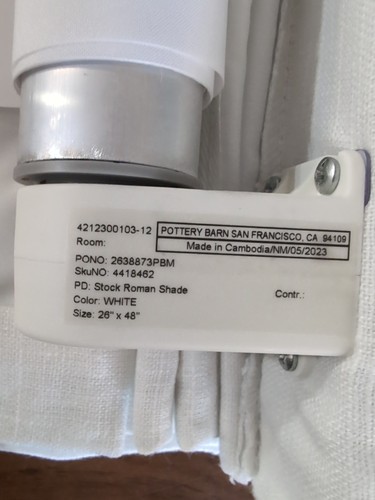 4212300103-12 POTTERY BARN SAN FRANCISCO, CA 94109
Room: Made in Cambodia/NM/05/2023
PONO: 2638873PBM
SkuNO: 4418462
PD: Stock Roman Shade
Contr.:
Color: WHITE
Size: 26" x 48"